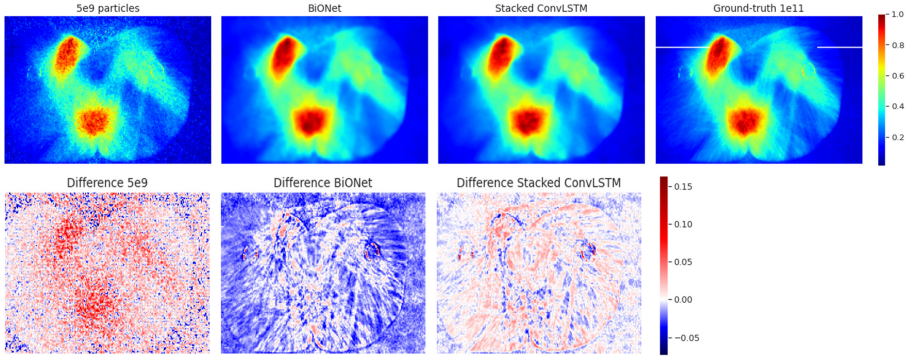 5e9 particles
BiONet
Stacked ConvLSTM
Ground-truth 1e11
1.0
0.8
0.6
0.4
0.2
Difference 5e9
Difference BiONet
Difference Stacked ConvLSTM
0.15
0.10
0.05
0.00
−0.05